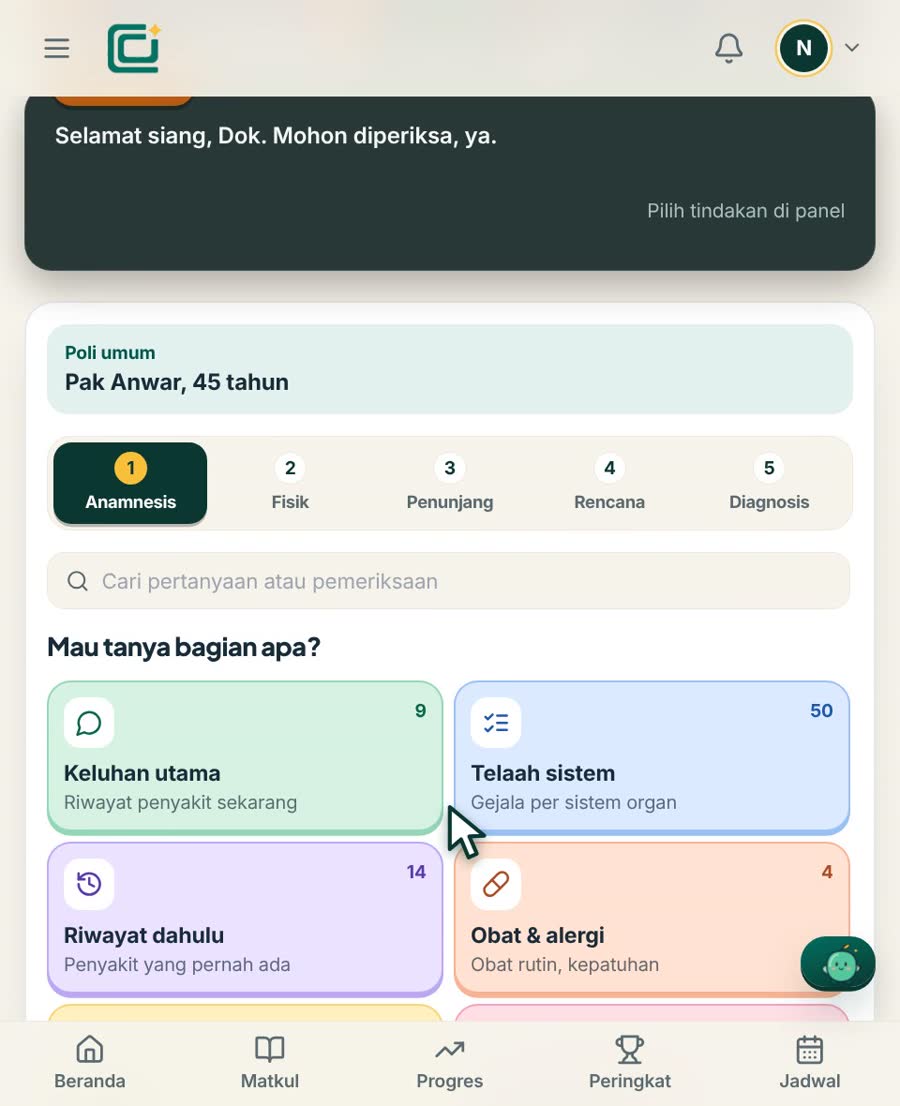 N
Selamat siang, Dok. Mohon diperiksa, ya.
Pilih tindakan di panel
Poli umum
Pak Anwar, 45 tahun
1
Anamnesis
2
Fisik
3
Penunjang
4
Rencana
5
Diagnosis
Cari pertanyaan atau pemeriksaan
Mau tanya bagian apa?
9
Keluhan utama
Riwayat penyakit sekarang
50
Telaah sistem
Gejala per sistem organ
14
Riwayat dahulu
Penyakit yang pernah ada
4
Obat & alergi
Obat rutin, kepatuhan
Beranda
Matkul
Progres
Peringkat
Jadwal